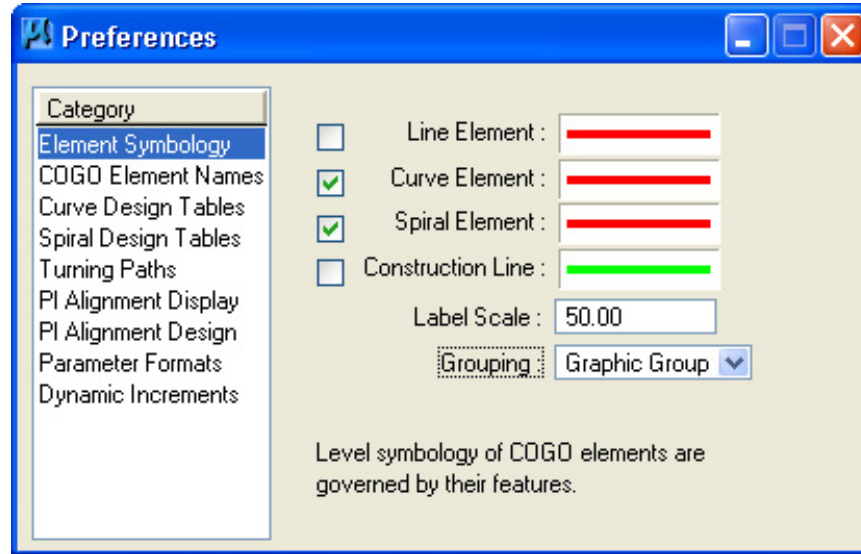 Preferences
Category
Element Symbology
COGO Element Names
Curve Design Tables
Spiral Design Tables
Turning Paths
PI Alignment Display
PI Alignment Design
Parameter Formats
Dynamic Increments
Line Element :
Curve Element :
Spiral Element :
Construction Line :
Label Scale : 50.00
Grouping : Graphic Group
Level symbology of COGO elements are
governed by their features.